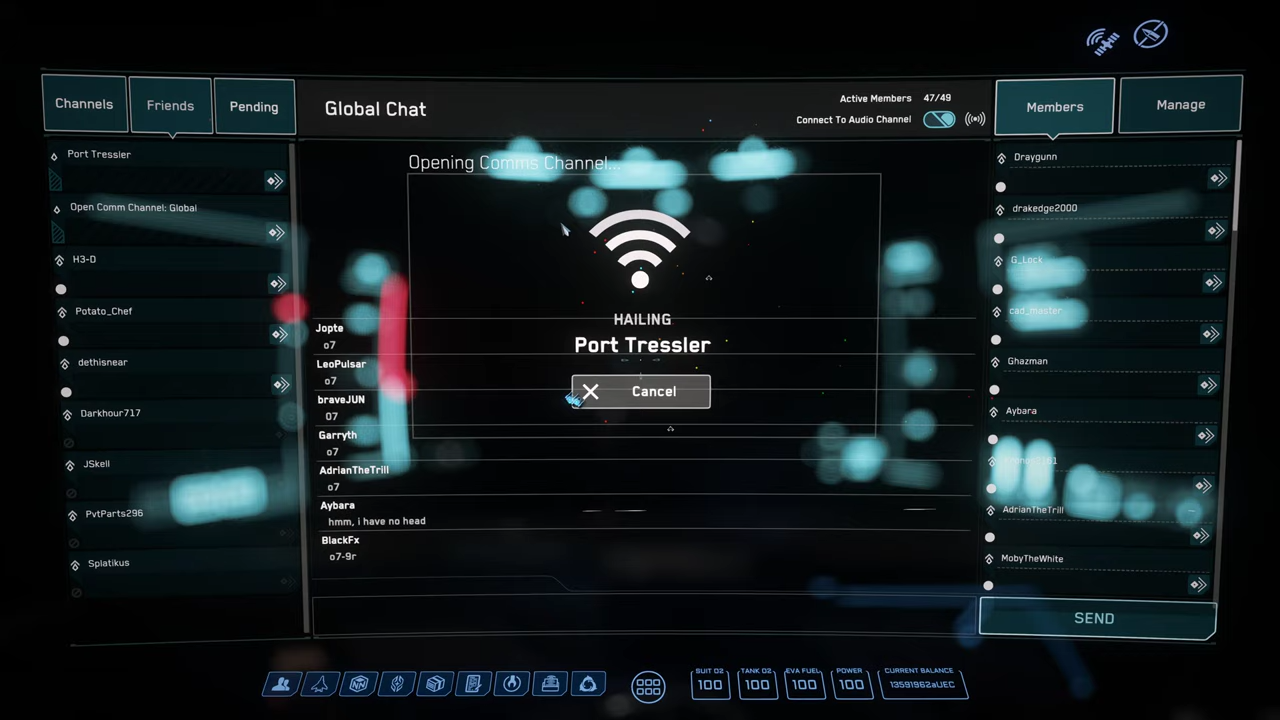 Channels
Friends
Pending
Global Chat
Active Members 47/49
Connect To Audio Channel
Members
Manage
Port Tressler
Open Comm Channel: Global
H3-D
Potato_Chef
dethisnear
Darkhour717
JSkell
PvtParts296
Splatikus
Opening Comms Channel...
HAILING
Port Tressler
Cancel
Jopte
o7
LeoPulsar
o7
braveJUN
07
Garryth
o7
AdrianTheTrill
o7
Aybara
hmm, i have no head
BlackFx
o7-9r
Draygunn
drakedge2000
G_Lock
cad_master
Ghazman
Aybara
AdrianTheTrill
MobyTheWhite
SEND
SUIT O2
100
TANK O2
100
EVA FUEL
100
POWER
100
CURRENT BALANCE
13591962aUEC